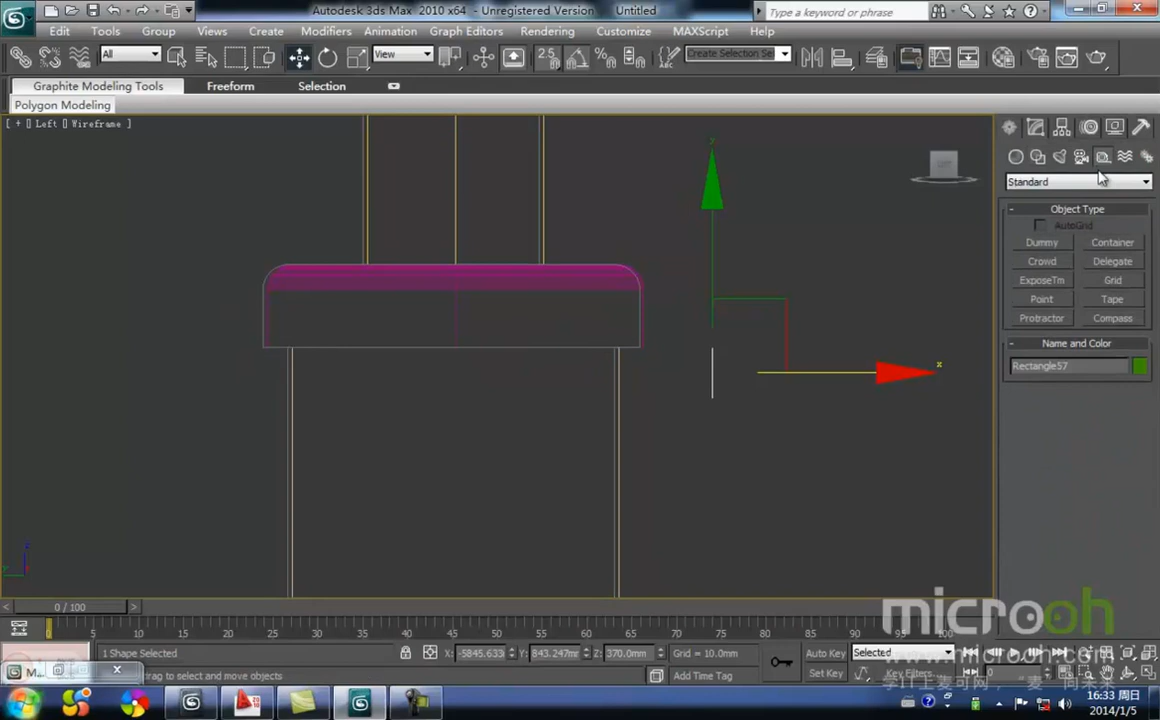 Autodesk 3ds Max 2010 x64 - Unregistered Version Untitled
Type a keyword or phrase
Edit Tools Group Views Create Modifiers Animation Graph Editors Rendering Customize MAXScript Help
All View 2.5 Create Selection Se
Graphite Modeling Tools Freeform Selection
Polygon Modeling
[ + ] Left [] Wireframe ]
y
x
Standard
Object Type
AutoGrid
Dummy Container
Crowd Delegate
ExposeTm Grid
Point Tape
Protractor Compass
Name and Color
Rectangle57
z
y
0 / 100
0 5 10 15 20 25 30 35 40 45 50 55 60 65 70 75 80 85 90 95 100
microoh
www.microoh.com
1 Shape Selected X: -5845.633 Y: 843.247mm Z: 370.0mm Grid = 10.0mm Auto Key Selected
M... drag to select and move objects Add Time Tag Set Key Key Filters... 0
16:33 周日
2014/1/5